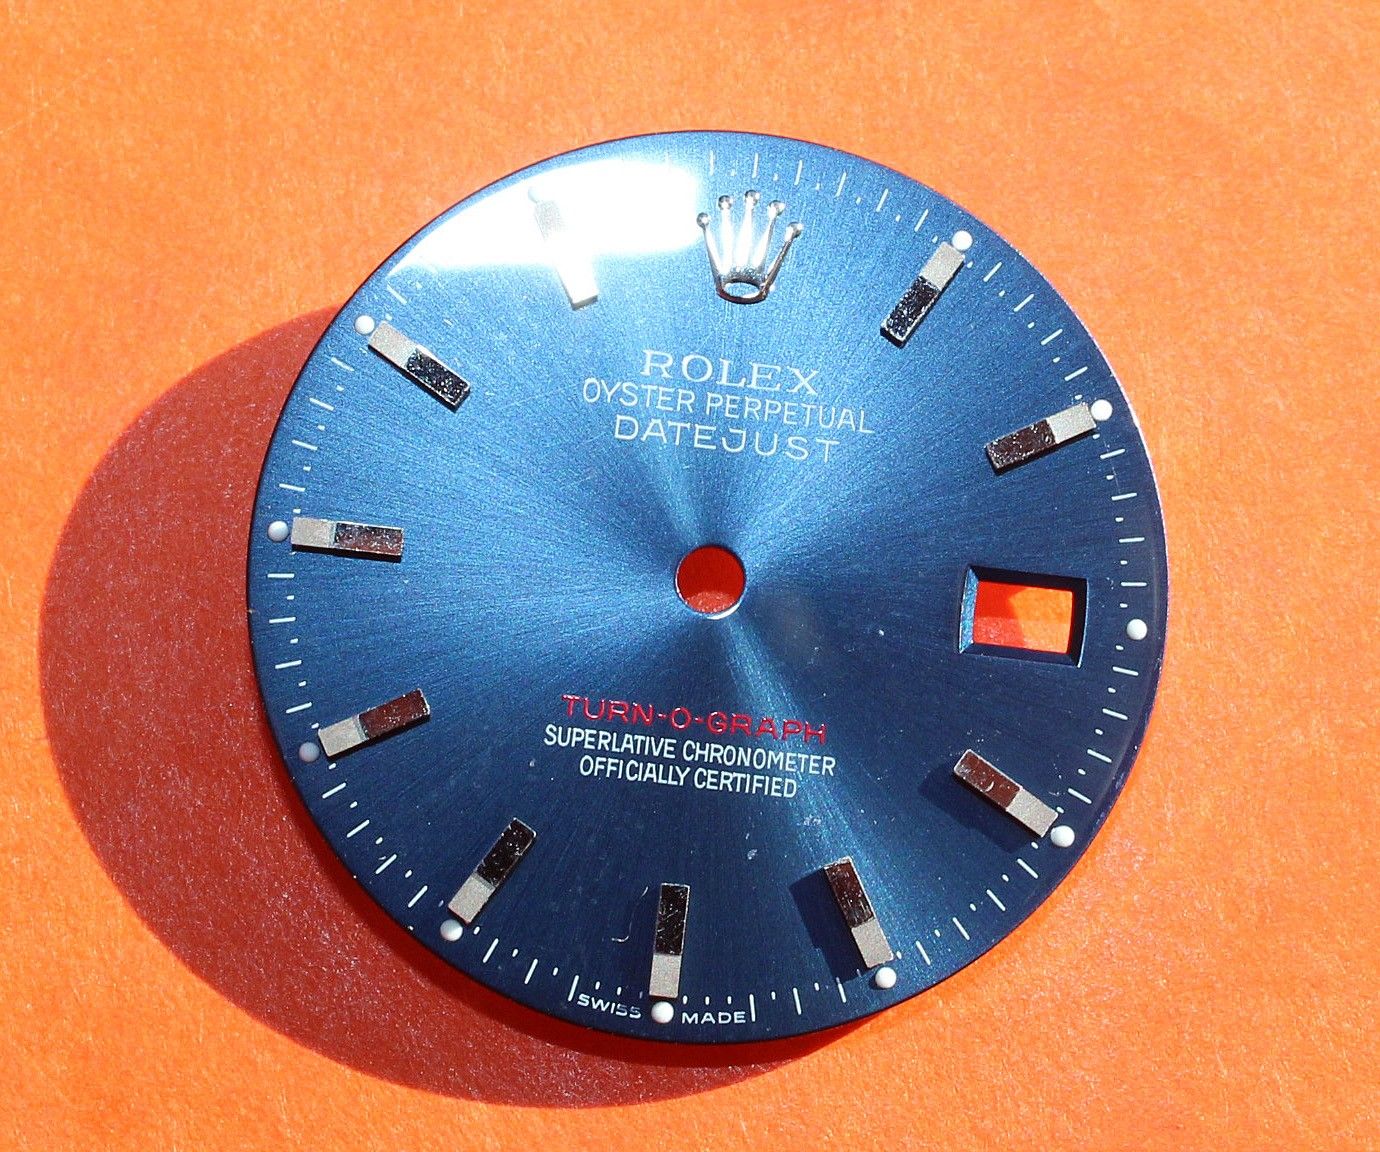 ROLEX
OYSTER PERPETUAL
DATEJUST
TURN-O-GRAPH
SUPERLATIVE CHRONOMETER
OFFICIALLY CERTIFIED
SWISS MADE